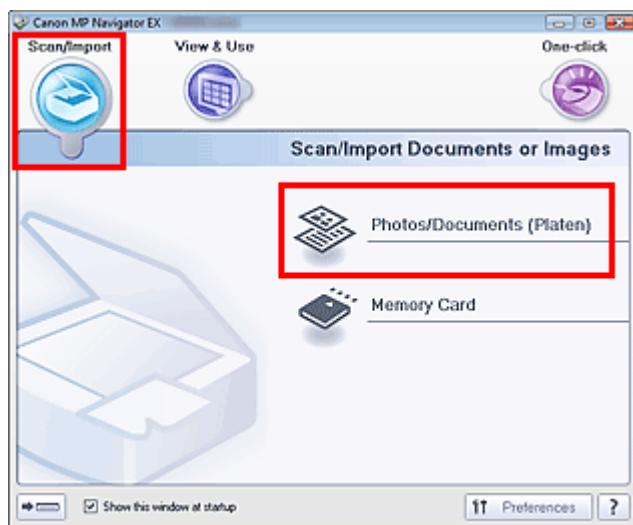 Canon MP Navigator EX
Scan/Import
View & Use
One-click
Scan/Import Documents or Images
Photos/Documents (Platen)
Memory Card
Show this window at startup
Preferences
?